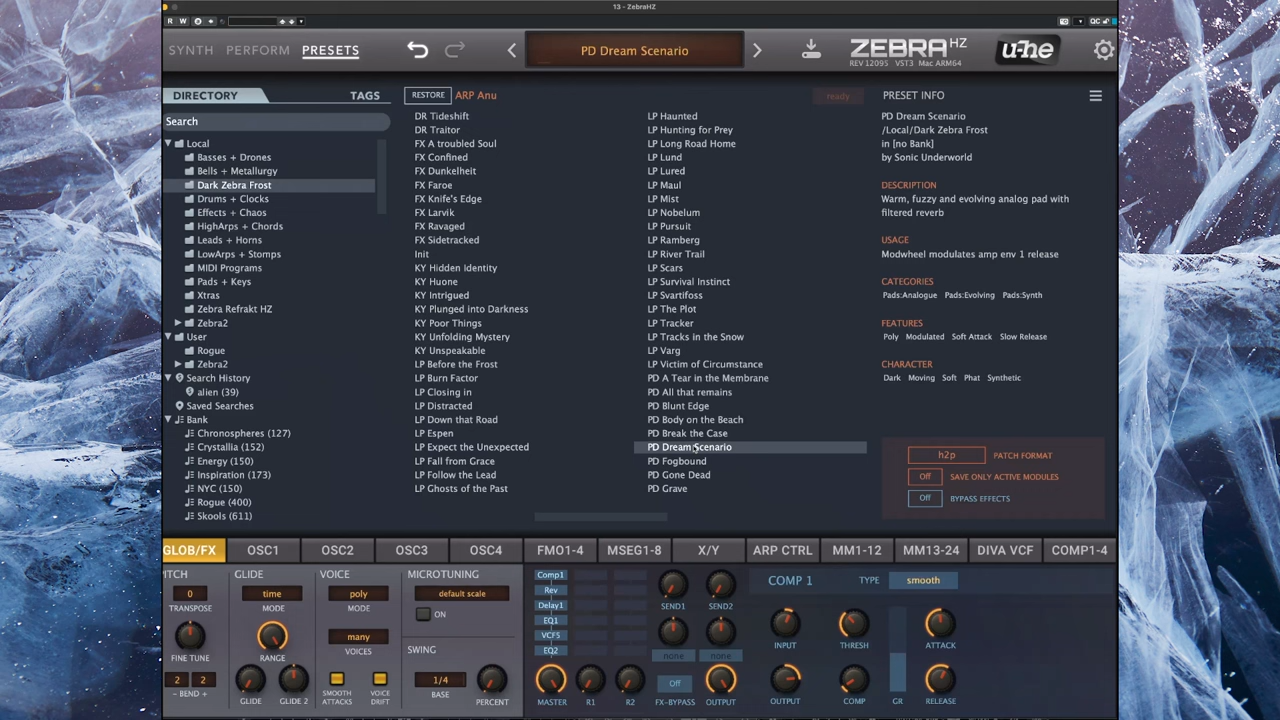 13 - ZebraHZ
R W
QC
SYNTH PERFORM PRESETS
PD Dream Scenario
ZEBRA HZ
REV 12095 VST3 Mac ARM64
u-he
DIRECTORY TAGS
Search
Local
Basses + Drones
Bells + Metallurgy
Dark Zebra Frost
Drums + Clocks
Effects + Chaos
HighArps + Chords
Leads + Horns
LowArps + Stomps
MIDI Programs
Pads + Keys
Xtras
Zebra Refrakt HZ
Zebra2
User
Rogue
Zebra2
Search History
alien (39)
Saved Searches
Bank
Chronospheres (127)
Crystallia (152)
Energy (150)
Inspiration (173)
NYC (150)
Rogue (400)
Skools (611)
RESTORE ARP Anu
ready
DR Tideshift
DR Traitor
FX A troubled Soul
FX Confined
FX Dunkelheit
FX Faroe
FX Knife's Edge
FX Larvik
FX Ravaged
FX Sidetracked
Init
KY Hidden Identity
KY Huone
KY Intrigued
KY Plunged into Darkness
KY Poor Things
KY Unfolding Mystery
KY Unspeakable
LP Before the Frost
LP Burn Factor
LP Closing in
LP Distracted
LP Down that Road
LP Espen
LP Expect the Unexpected
LP Fall from Grace
LP Follow the Lead
LP Ghosts of the Past
LP Haunted
LP Hunting for Prey
LP Long Road Home
LP Lund
LP Lured
LP Maul
LP Mist
LP Nobelum
LP Pursuit
LP Ramberg
LP River Trail
LP Scars
LP Survival Instinct
LP Svartifoss
LP The Plot
LP Tracker
LP Tracks in the Snow
LP Varg
LP Victim of Circumstance
PD A Tear in the Membrane
PD All that remains
PD Blunt Edge
PD Body on the Beach
PD Break the Case
PD Dream Scenario
PD Fogbound
PD Gone Dead
PD Grave
PRESET INFO
PD Dream Scenario
/Local/Dark Zebra Frost
in [no Bank]
by Sonic Underworld
DESCRIPTION
Warm, fuzzy and evolving analog pad with
filtered reverb
USAGE
Modwheel modulates amp env 1 release
CATEGORIES
Pads:Analogue Pads:Evolving Pads:Synth
FEATURES
Poly Modulated Soft Attack Slow Release
CHARACTER
Dark Moving Soft Phat Synthetic
h2p PATCH FORMAT
Off SAVE ONLY ACTIVE MODULES
Off BYPASS EFFECTS
GLOB/FX OSC1 OSC2 OSC3 OSC4 FMO1-4 MSEG1-8 X/Y ARP CTRL MM1-12 MM13-24 DIVA VCF COMP1-4
PITCH
0
TRANSPOSE
FINE TUNE
2 2
- BEND +
GLIDE
time
MODE
RANGE
GLIDE GLIDE 2
VOICE
poly
MODE
many
VOICES
SMOOTH ATTACKS
VOICE DRIFT
MICROTUNING
default scale
ON
SWING
1/4
BASE PERCENT
Comp1
Rev
Delay1
EQ1
VCF5
EQ2
MASTER R1 R2
SEND1 SEND2
none none
Off
FX-BYPASS OUTPUT
COMP 1 TYPE smooth
INPUT THRESH ATTACK
OUTPUT COMP GR RELEASE